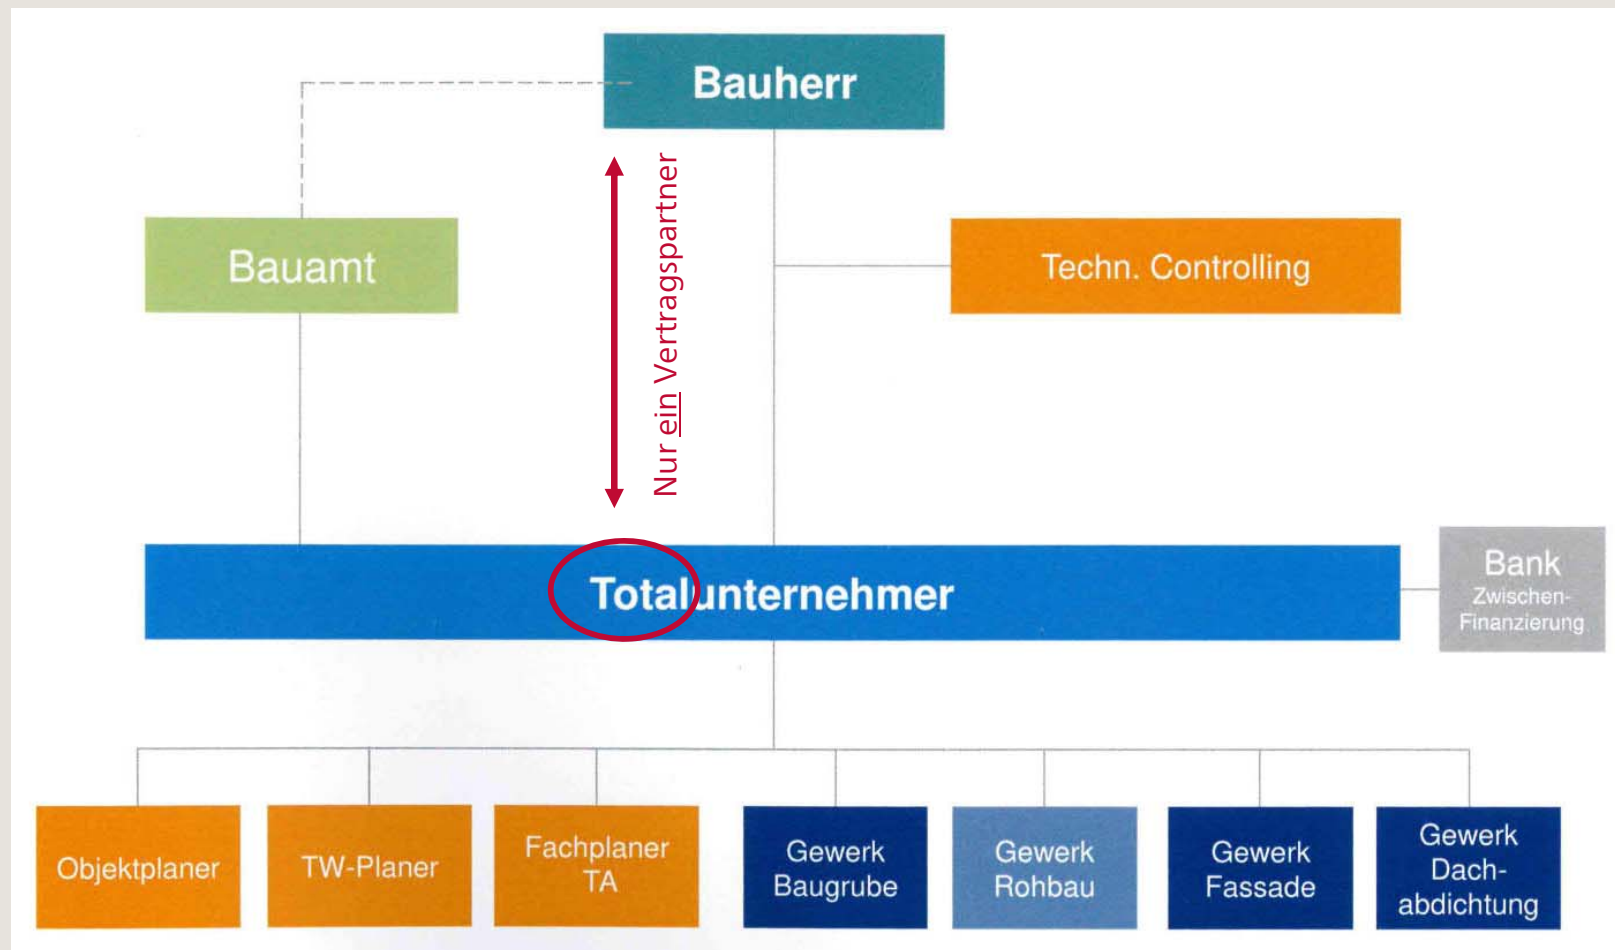 Bauherr
Nur ein Vertragspartner
Bauamt
Techn. Controlling
Totalunternehmer
Bank
Zwischen-
Finanzierung
Objektplaner
TW-Planer
Fachplaner
TA
Gewerk
Baugrube
Gewerk
Rohbau
Gewerk
Fassade
Gewerk
Dach-
abdichtung